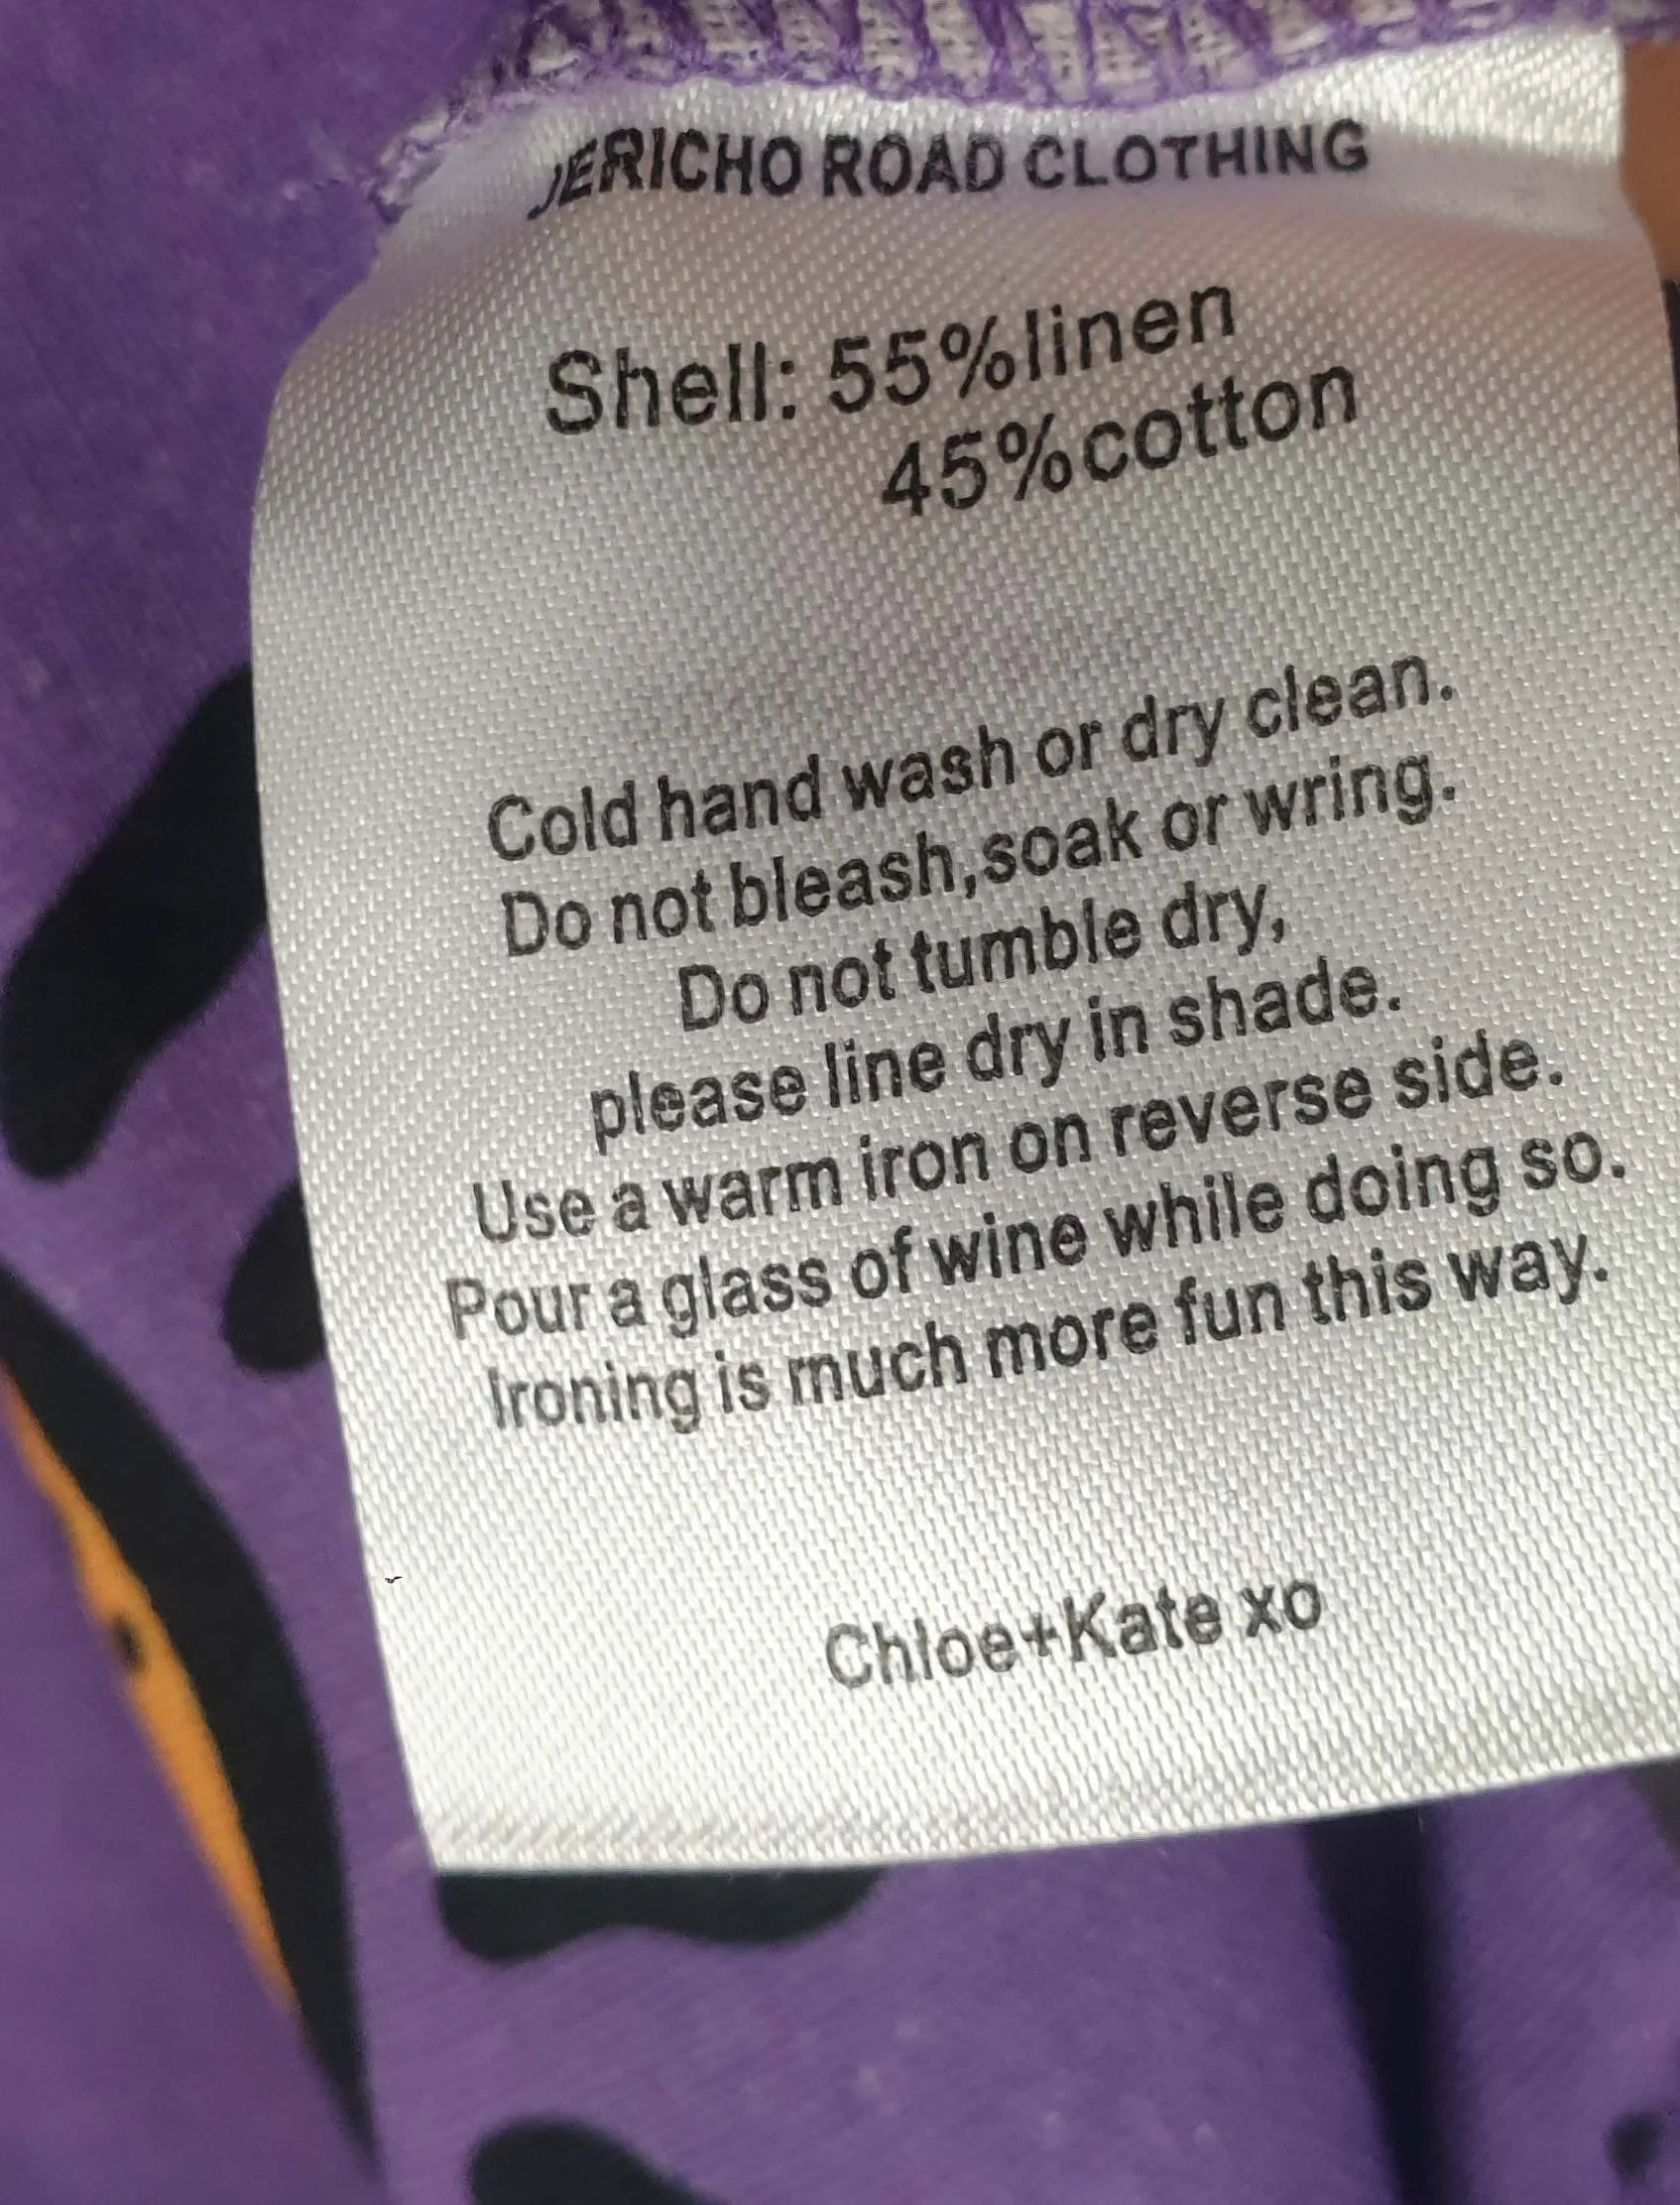 JERICHO ROAD CLOTHING
Shell: 55%linen
45%cotton
Cold hand wash or dry clean.
Do not bleash,soak or wring.
Do not tumble dry,
please line dry in shade.
Use a warm iron on reverse side.
Pour a glass of wine while doing so.
Ironing is much more fun this way.
Chloe+Kate xo